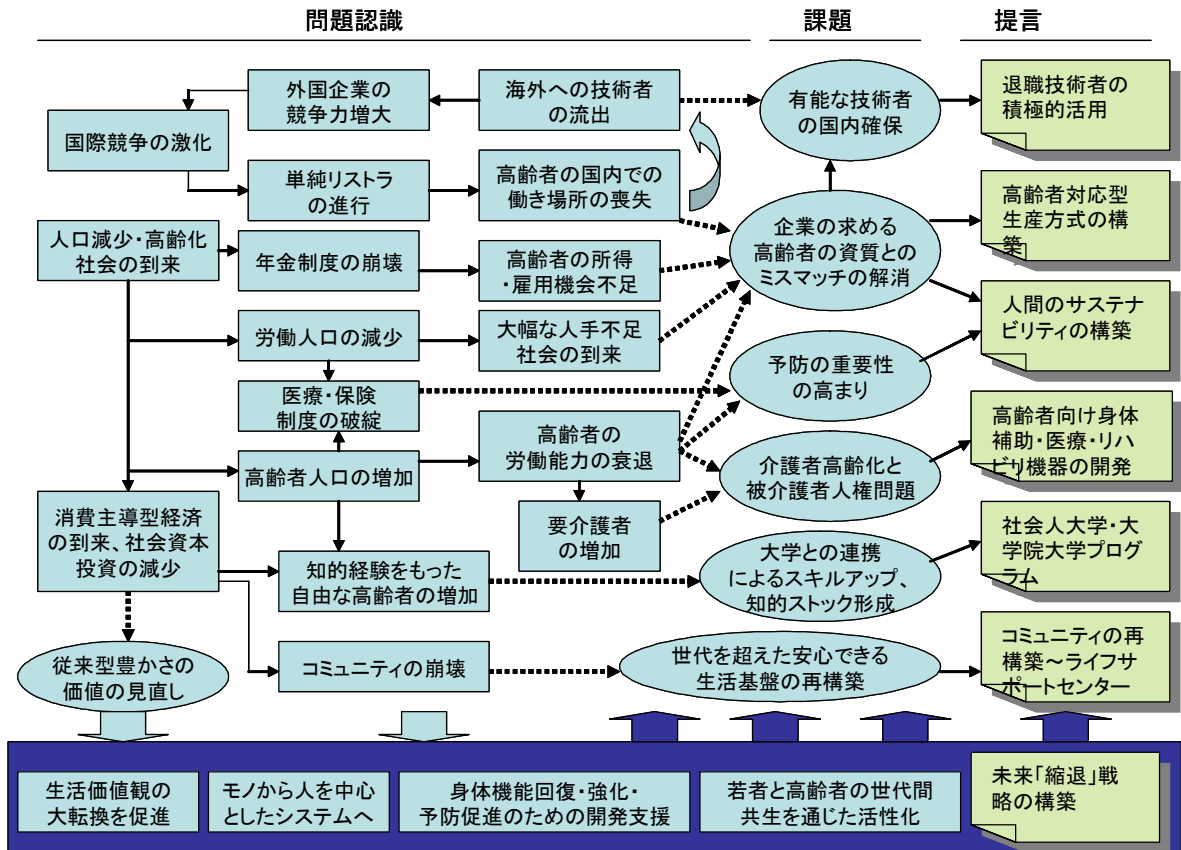 問題認識
課題
提言
外国企業の
競争力増大
海外への技術者
の流出
有能な技術者
の国内確保
退職技術者の
積極的活用
国際競争の激化
単純リストラ
の進行
高齢者の国内での
働き場所の喪失
高齢者対応型
生産方式の構
築
人口減少・高齢化
社会の到来
年金制度の崩壊
高齢者の所得
・雇用機会不足
企業の求める
高齢者の資質との
ミスマッチの解消
人間のサステナ
ビリティの構築
労働人口の減少
大幅な人手不足
社会の到来
予防の重要性
の高まり
医療・保険
制度の破綻
高齢者の
労働能力の衰退
高齢者向け身体
補助・医療・リハ
ビリ機器の開発
高齢者人口の増加
介護者高齢化と
被介護者人権問題
消費主導型経済
の到来、社会資本
投資の減少
要介護者
の増加
社会人大学・大
学院大学プログ
ラム
知的経験をもった
自由な高齢者の増加
大学との連携
によるスキルアップ、
知的ストック形成
従来型豊かさの
価値の見直し
コミュニティの崩壊
世代を超えた安心できる
生活基盤の再構築
コミュニティの再
構築～ライフサ
ポートセンター
生活価値観の
大転換を促進
モノから人を中心
としたシステムへ
身体機能回復・強化・
予防促進のための開発支援
若者と高齢者の世代間
共生を通じた活性化
未来「縮退」戦
略の構築